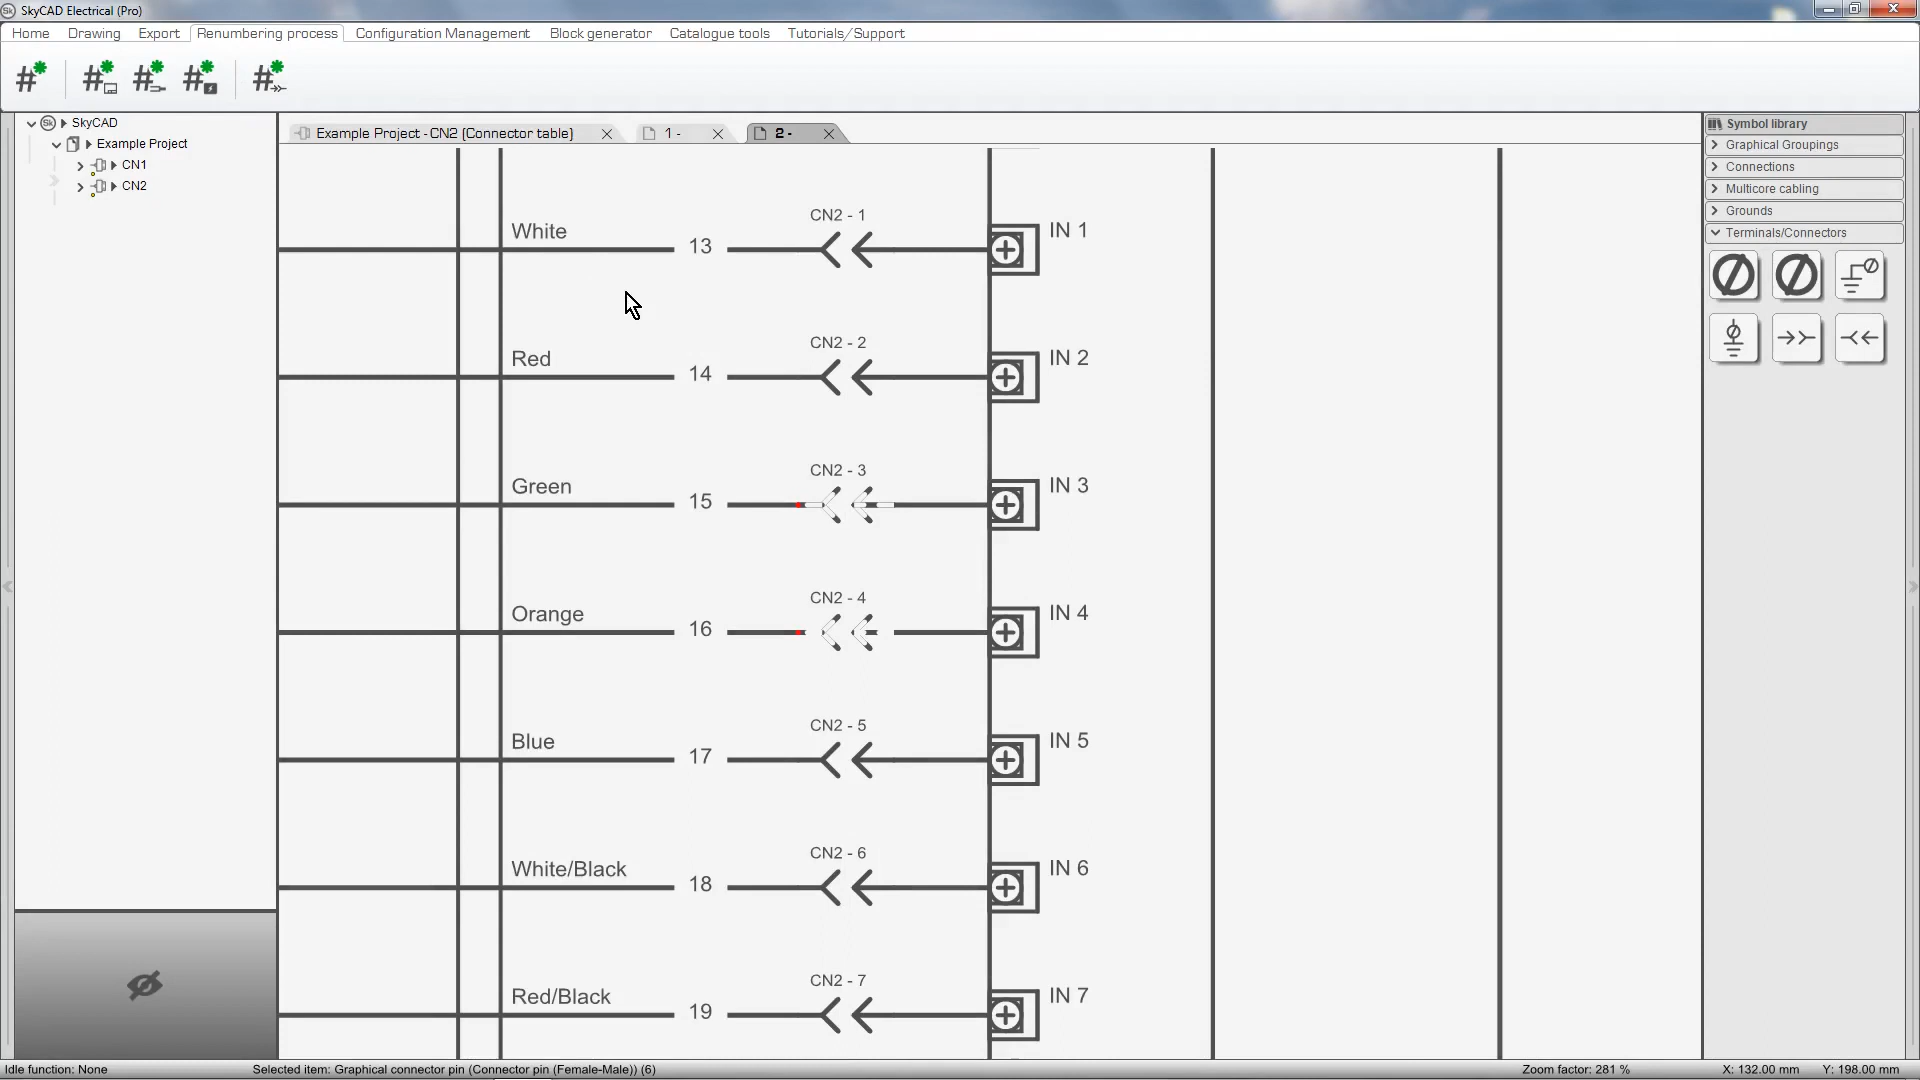 SkyCAD Electrical (Pro)
Home Drawing Export Renumbering process Configuration Management Block generator Catalogue tools Tutorials/Support
SkyCAD
Example Project
CN1
CN2
Example Project - CN2 (Connector table) 1 - 2 -
White 13 CN2 - 1 IN 1
Red 14 CN2 - 2 IN 2
Green 15 CN2 - 3 IN 3
Orange 16 CN2 - 4 IN 4
Blue 17 CN2 - 5 IN 5
White/Black 18 CN2 - 6 IN 6
Red/Black 19 CN2 - 7 IN 7
Symbol library
Graphical Groupings
Connections
Multicore cabling
Grounds
Terminals/Connectors
Idle function: None Selected item: Graphical connector pin (Connector pin (Female-Male)) (6) Zoom factor: 281 % X: 132.00 mm Y: 198.00 mm